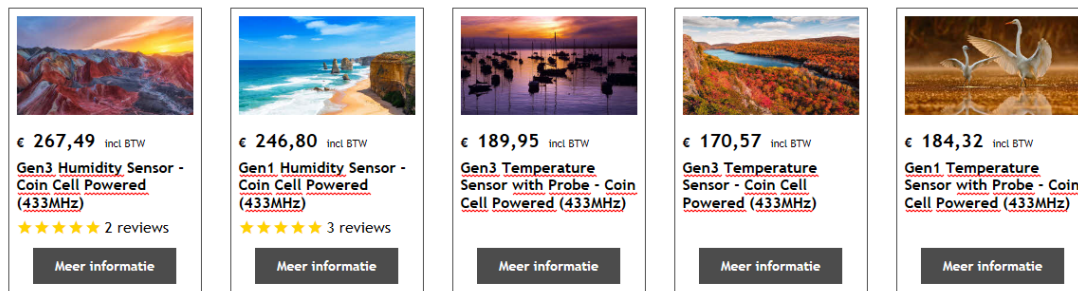 € 267,49 incl BTW
Gen3 Humidity Sensor -
Coin Cell Powered
(433MHz)
2 reviews
Meer informatie
€ 246,80 incl BTW
Gen1 Humidity Sensor -
Coin Cell Powered
(433MHz)
3 reviews
Meer informatie
€ 189,95 incl BTW
Gen3 Temperature
Sensor with Probe - Coin
Cell Powered (433MHz)
Meer informatie
€ 170,57 incl BTW
Gen3 Temperature
Sensor - Coin Cell
Powered (433MHz)
Meer informatie
€ 184,32 incl BTW
Gen1 Temperature
Sensor with Probe - Coin
Cell Powered (433MHz)
Meer informatie